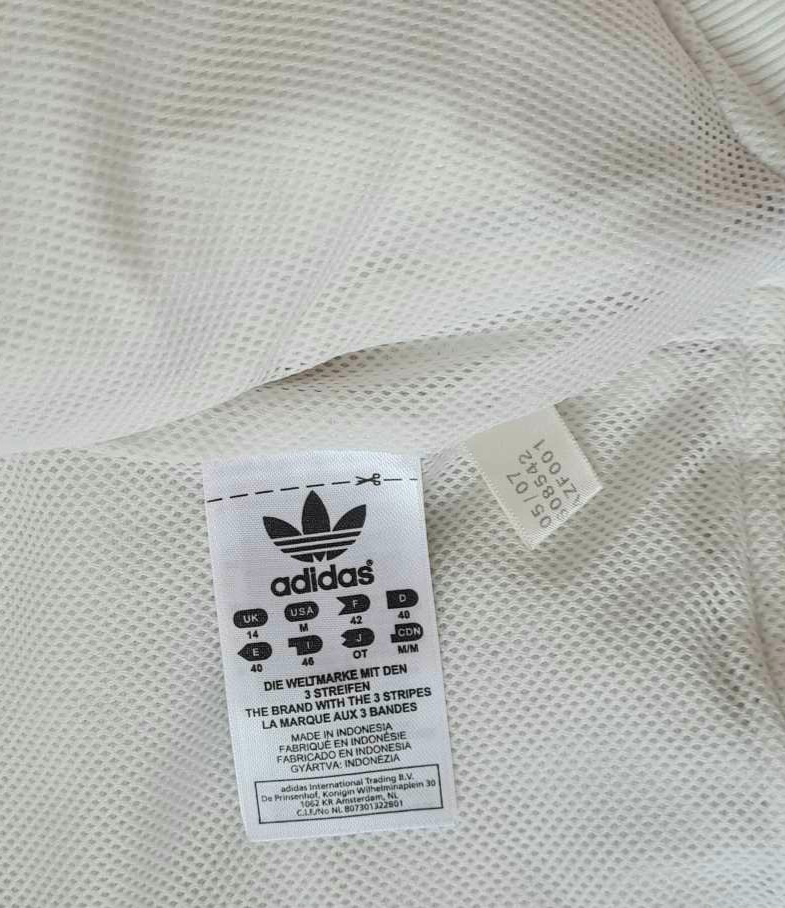 adidas®
UK USA F D
14 M 42 40
E I J CDN
40 46 OT M/M
DIE WELTMARKE MIT DEN
3 STREIFEN
THE BRAND WITH THE 3 STRIPES
LA MARQUE AUX 3 BANDES
MADE IN INDONESIA
FABRIQUÉ EN INDONÉSIE
FABRICADO EN INDONESIA
GYÁRTVA: INDONÉZIA
adidas International Trading B.V.
De Prinsenhof, Konigin Wilhelminaplein 30
1062 KR Amsterdam, NL
C.I.F./No NL 807301322B01
05/07
508542
ZF001